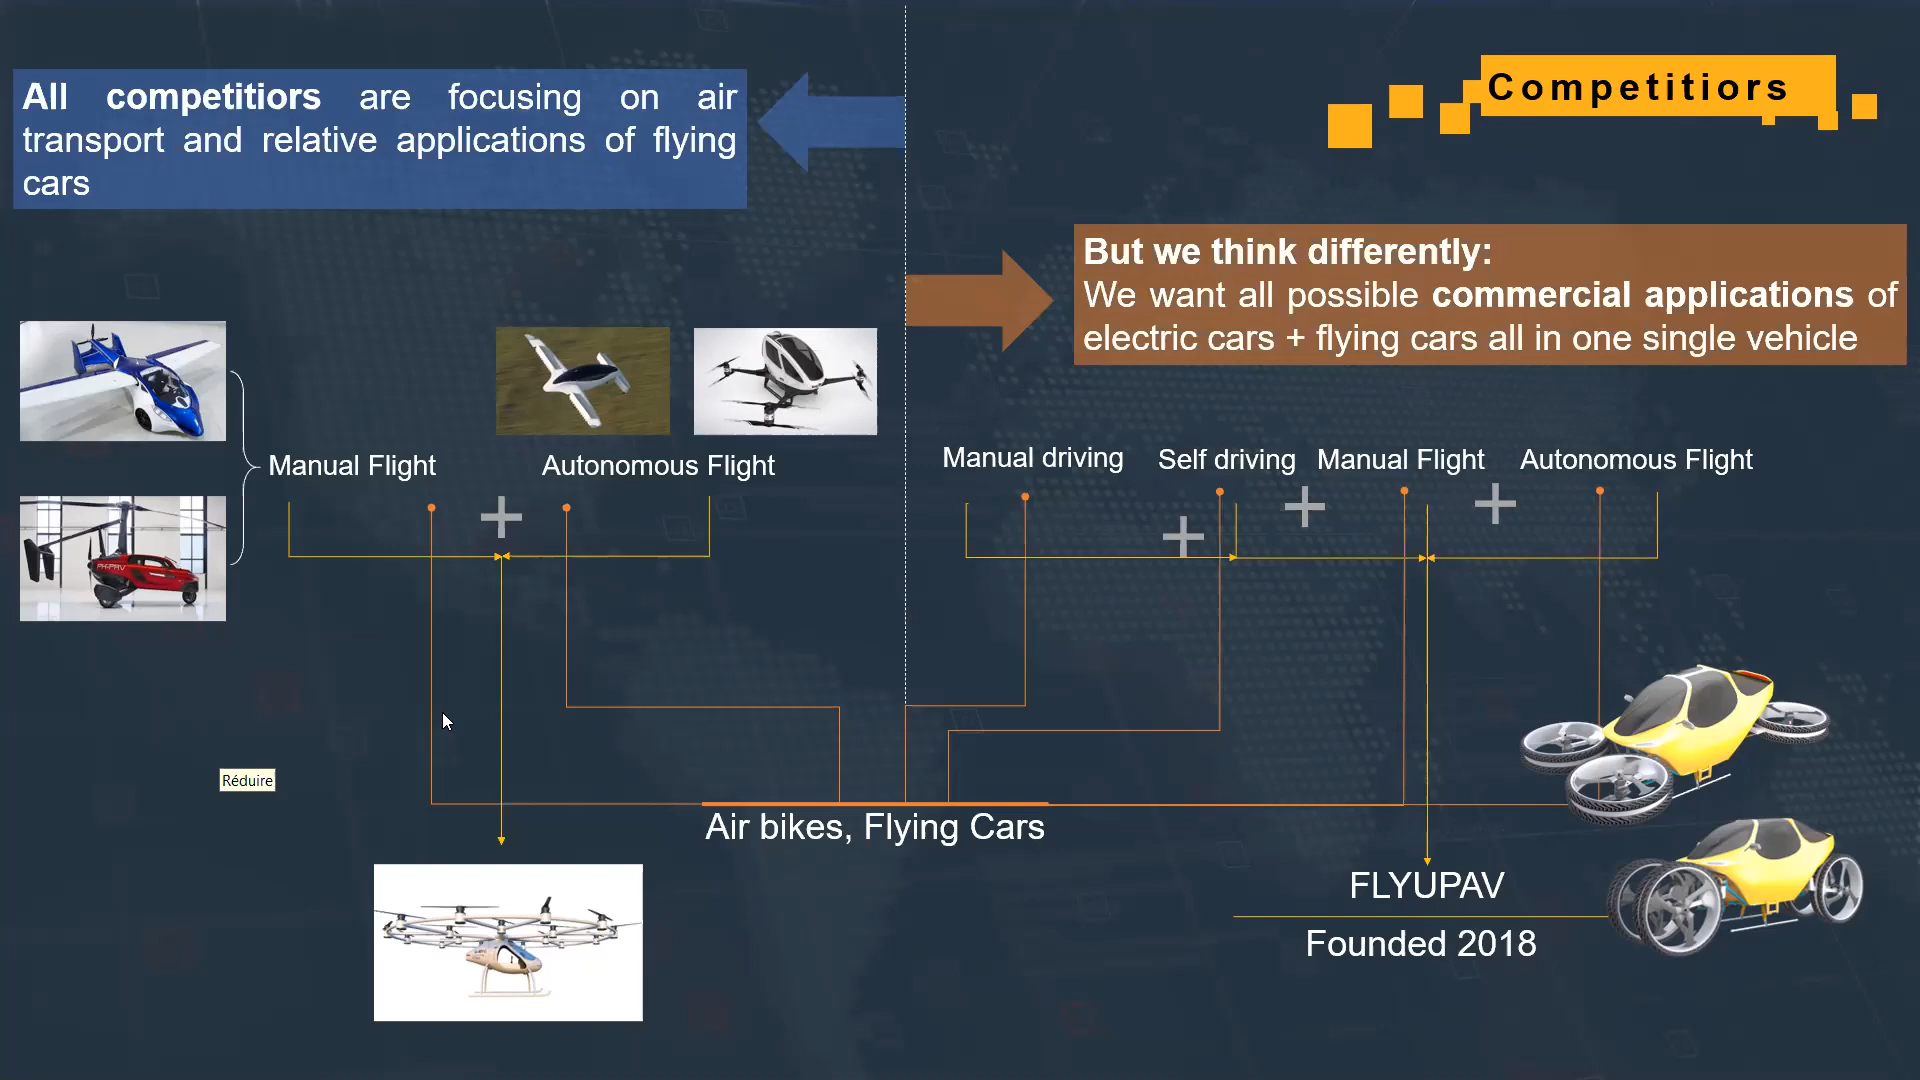 Competitiors
All competitiors are focusing on air
transport and relative applications of flying
cars
But we think differently:
We want all possible commercial applications of
electric cars + flying cars all in one single vehicle
Manual Flight
Autonomous Flight
Manual driving
Self driving
Manual Flight
Autonomous Flight
PH-PAV
Réduire
Air bikes, Flying Cars
FLYUPAV
Founded 2018